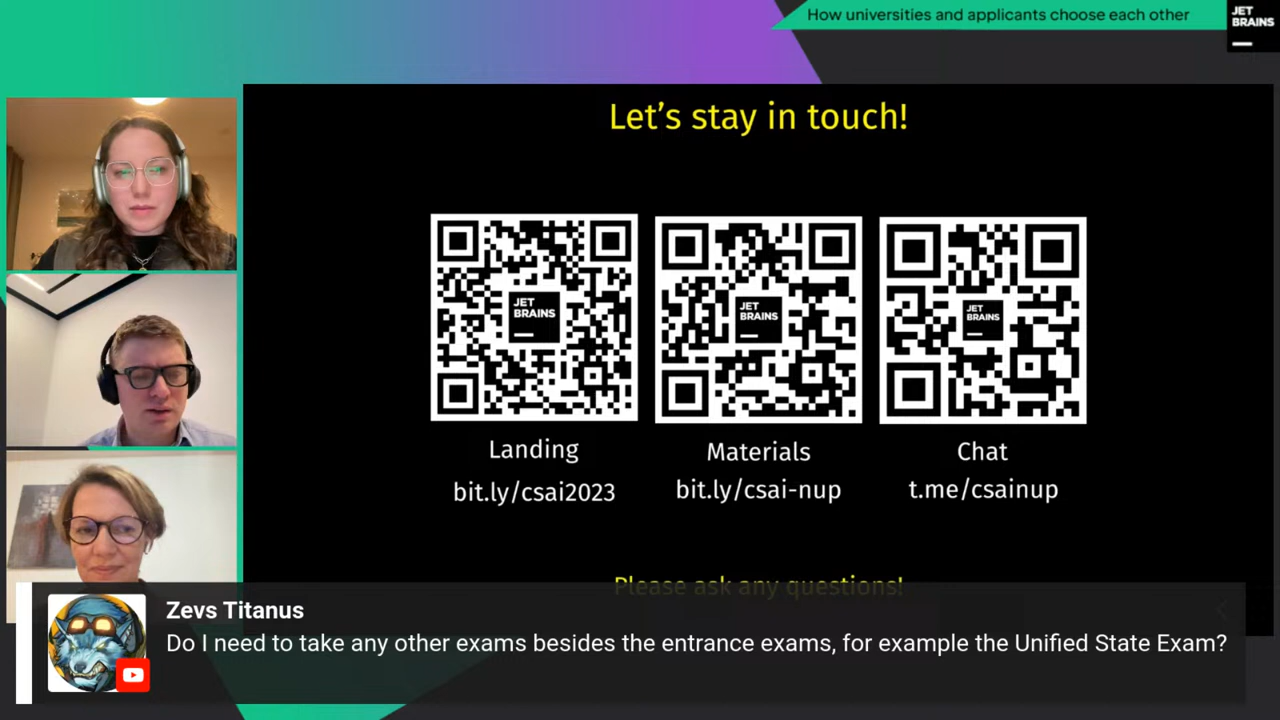 How universities and applicants choose each other
JET
BRAINS
Let's stay in touch!
JET
BRAINS
JET
BRAINS
JET
BRAINS
Landing
Materials
Chat
bit.ly/csai2023
bit.ly/csai-nup
t.me/csainup
Please ask any questions!
Zevs Titanus
Do I need to take any other exams besides the entrance exams, for example the Unified State Exam?